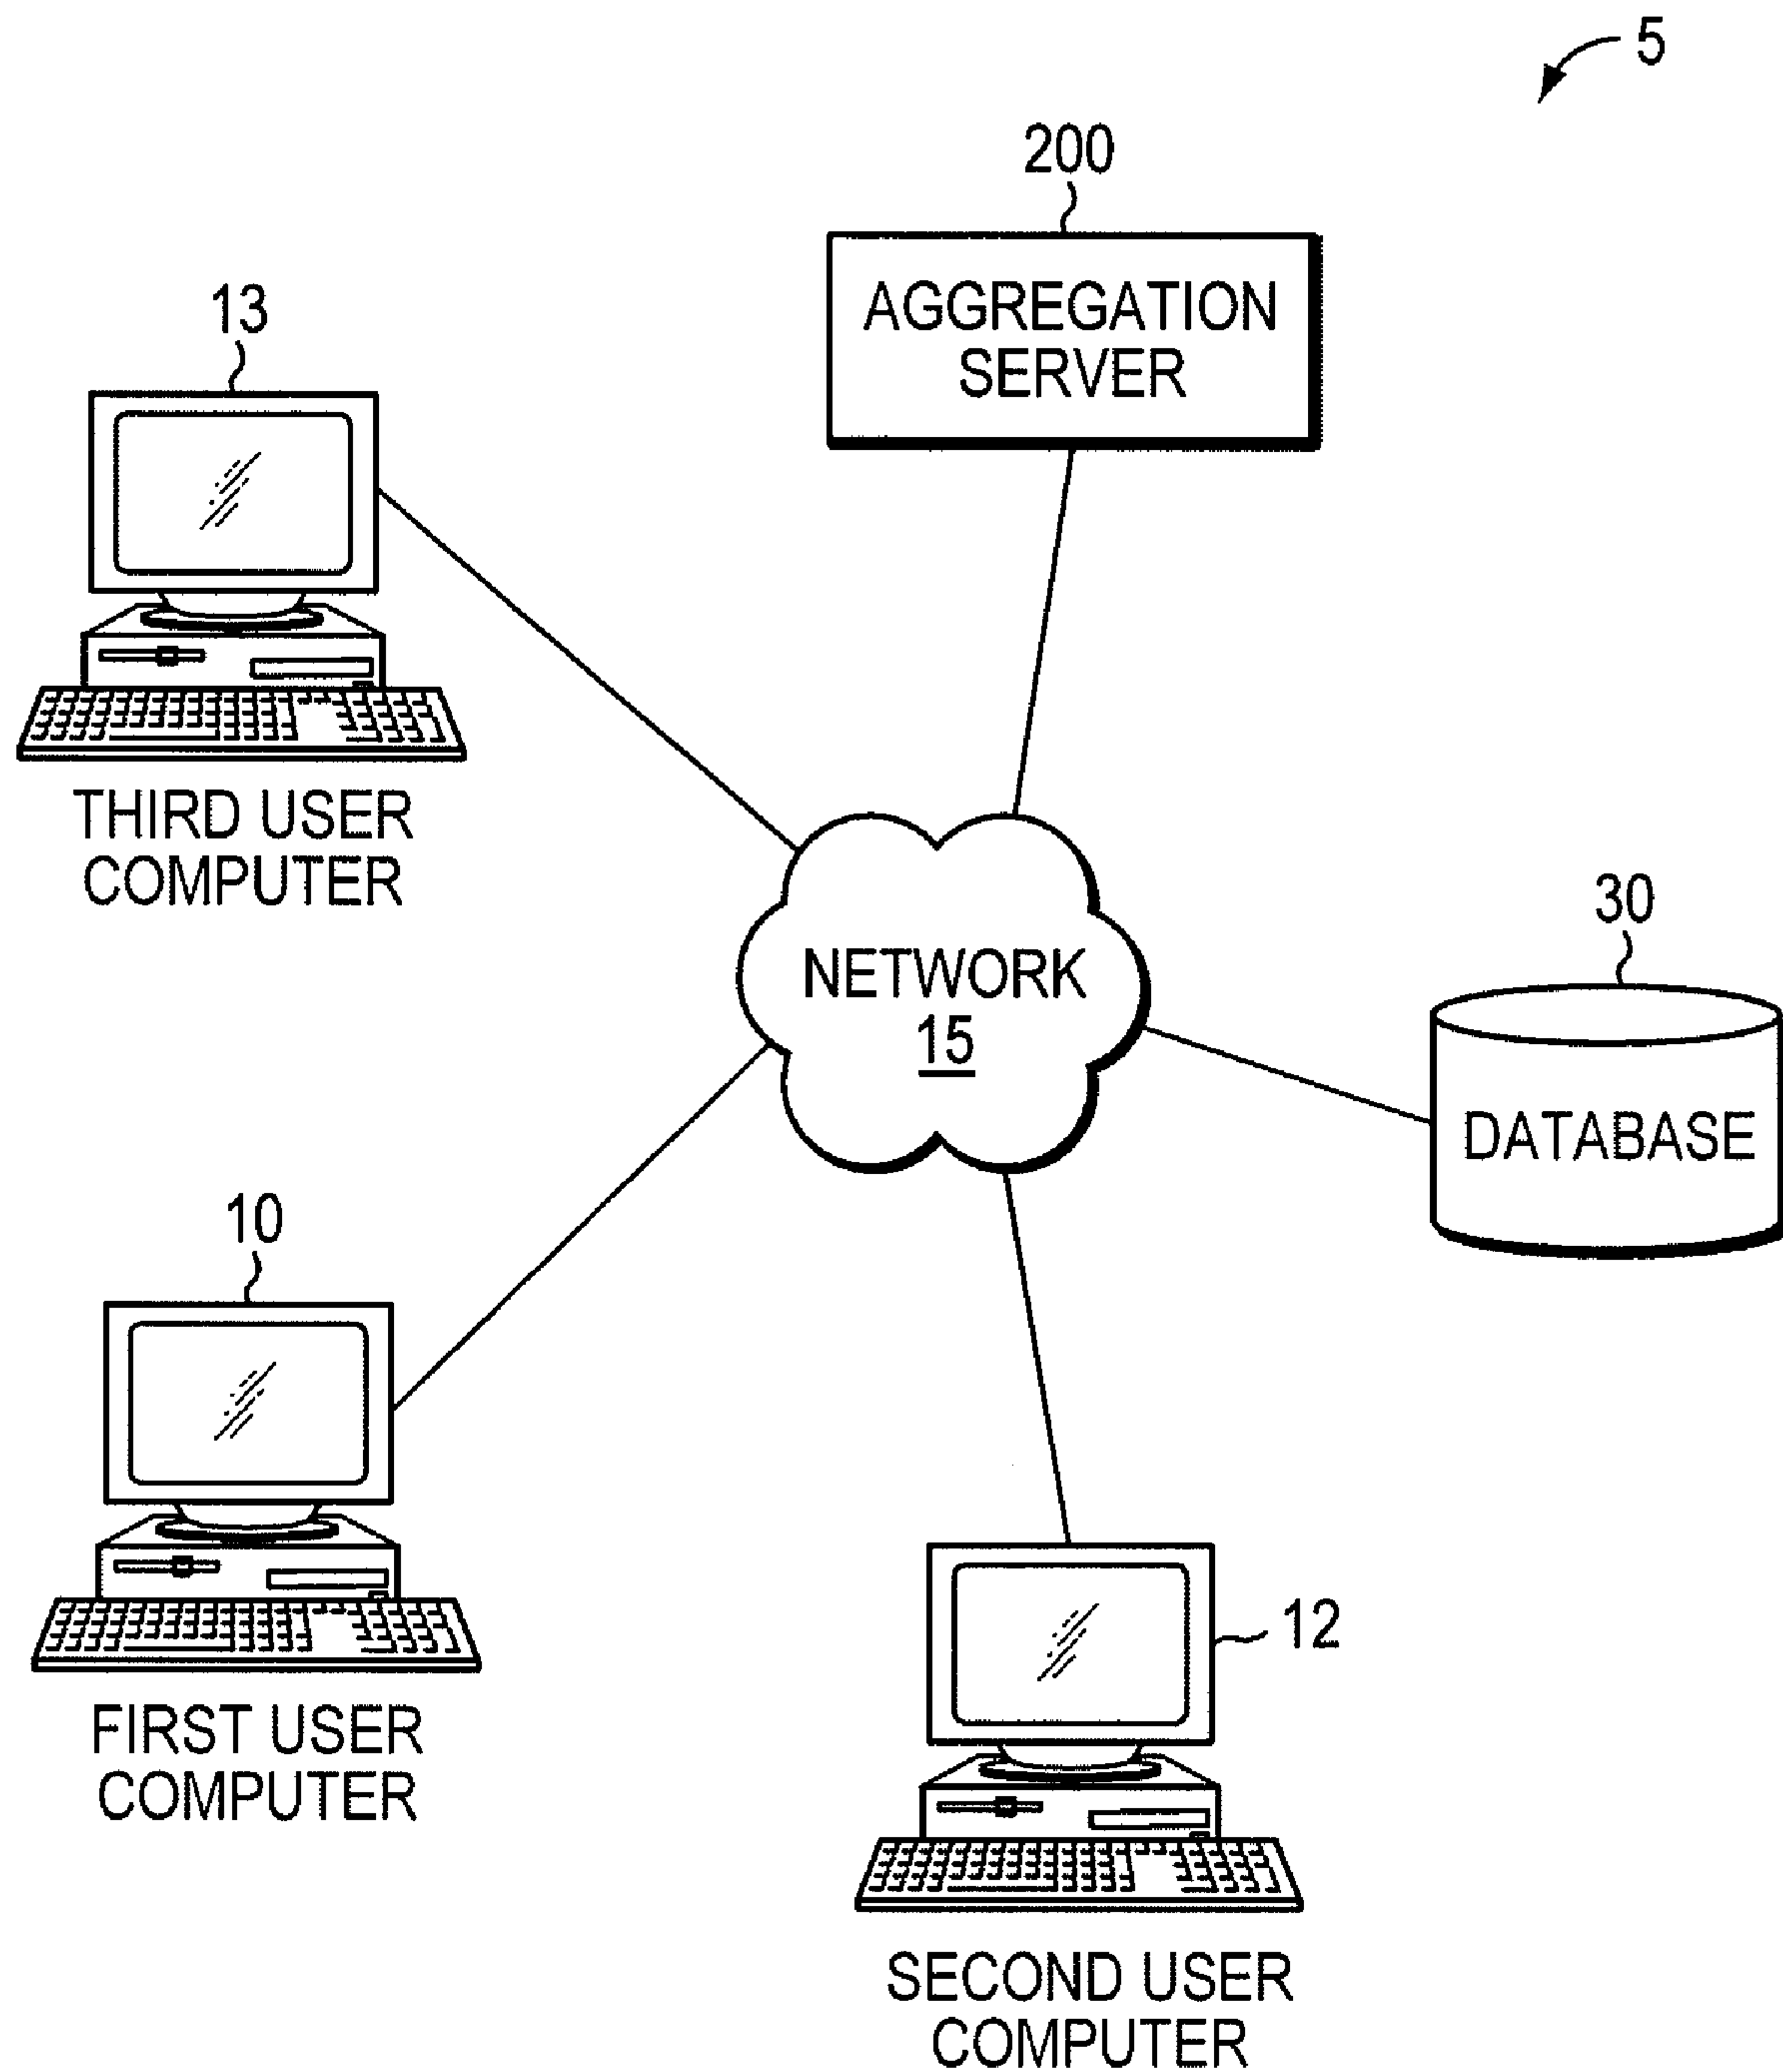 5
200
AGGREGATION
SERVER
13
THIRD USER
COMPUTER
30
NETWORK
15
DATABASE
10
FIRST USER
COMPUTER
12
SECOND USER
COMPUTER